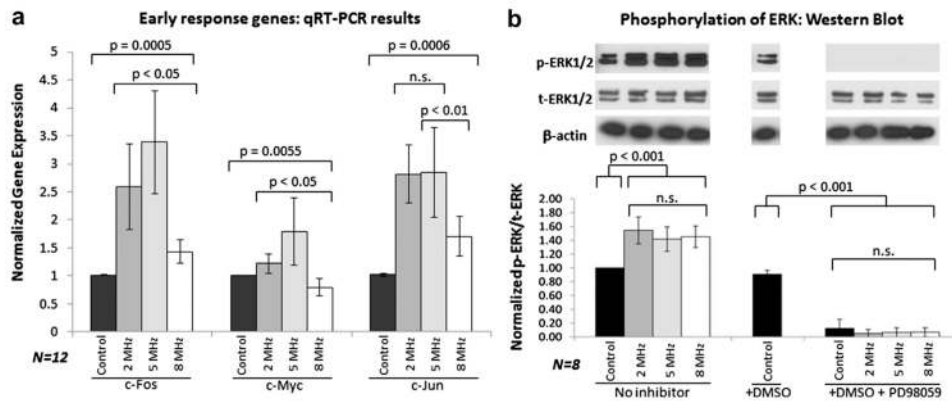 a
Early response genes: qRT-PCR results
Normalized Gene Expression
5
4.5
4
3.5
3
2.5
2
1.5
1
0.5
0
p = 0.0005
p < 0.05
p = 0.0055
p < 0.05
p = 0.0006
n.s.
p < 0.01
N=12
Control
2 MHz
5 MHz
8 MHz
Control
2 MHz
5 MHz
8 MHz
Control
2 MHz
5 MHz
8 MHz
c-Fos
c-Myc
c-Jun
b
Phosphorylation of ERK: Western Blot
p-ERK1/2
t-ERK1/2
β-actin
Normalized p-ERK/t-ERK
2.00
1.80
1.60
1.40
1.20
1.00
0.80
0.60
0.40
0.20
0.00
p < 0.001
n.s.
p < 0.001
n.s.
N=8
Control
2 MHz
5 MHz
8 MHz
Control
Control
2 MHz
5 MHz
8 MHz
No inhibitor
+DMSO
+DMSO + PD98059